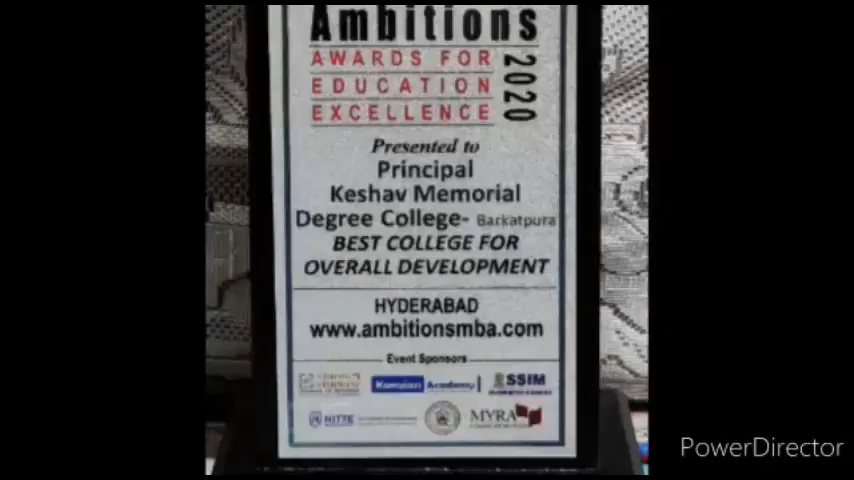 Ambitions
AWARDS FOR
EDUCATION
EXCELLENCE
2020
Presented to
Principal
Keshav Memorial
Degree College- Barkatpura
BEST COLLEGE FOR
OVERALL DEVELOPMENT
HYDERABAD
www.ambitionsmba.com
Event Sponsors
Academy
SSIM
NITTE
MYRA
PowerDirector